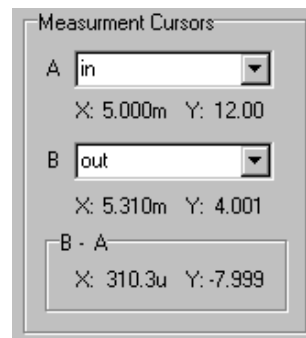 Measurment Cursors
A in
X: 5.000m Y: 12.00
B out
X: 5.310m Y: 4.001
B - A
X: 310.3u Y: -7.999